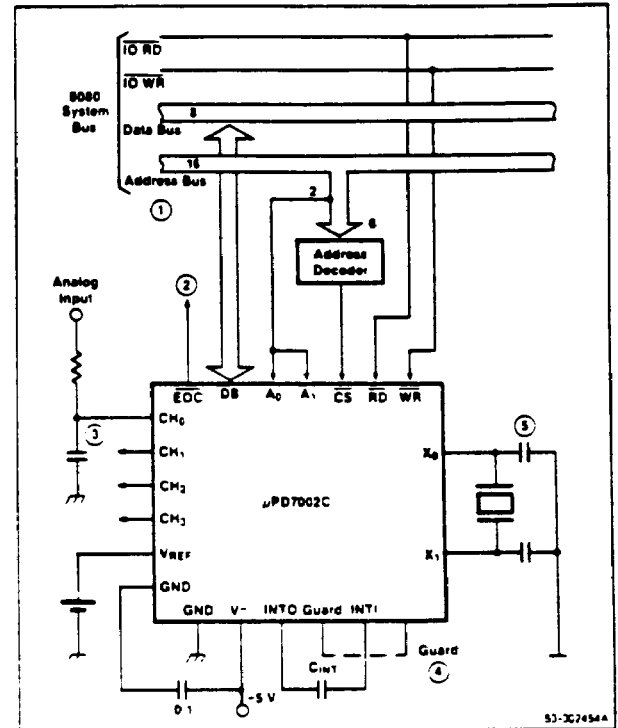 IO RD
IO WR
8080
System
Bus
8
Data Bus
16
Address Bus
1
2
6
Address
Decoder
Analog
Input
2
EOC DB A0 A1 CS RD WR
CH0
3
CH1
CH2
CH3
VREF
GND
μPD7002C
X0
5
X1
GND V- INTO Guard INTI
Guard
4
CINT
0 1
-5 V